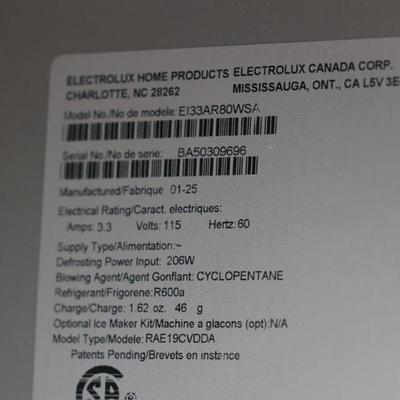 ELECTROLUX HOME PRODUCTS ELECTROLUX CANADA CORP.
CHARLOTTE, NC 28262 MISSISSAUGA, ONT., CA L5V 3E
Model No./No de modele: EI33AR80WSA
Serial No./No de serie: BA50309696
Manufactured/Fabrique 01-25
Electrical Rating/Caract. electriques:
Amps: 3.3 Volts: 115 Hertz: 60
Supply Type/Alimentation:~
Defrosting Power Input: 206W
Blowing Agent/Agent Gonflant: CYCLOPENTANE
Refrigerant/Frigorene: R600a
Charge/Charge: 1.62 oz. 46 g
Optional Ice Maker Kit/Machine a glacons (opt):N/A
Model Type/Modele: RAE19CVDDA
Patents Pending/Brevets en instance